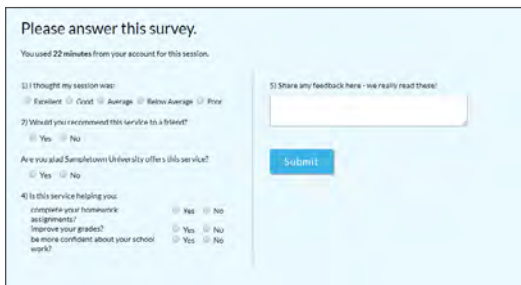 Please answer this survey.
You used 22 minutes from your account for this session.
1) I thought my session was:
Excellent Good Average Below Average Poor
2) Would you recommend this service to a friend?
Yes No
Are you glad Sampletown University offers this service?
Yes No
4) Is this service helping you:
complete your homework
assignments? Yes No
improve your grades? Yes No
be more confident about your school
work? Yes No
5) Share any feedback here - we really read these!
Submit